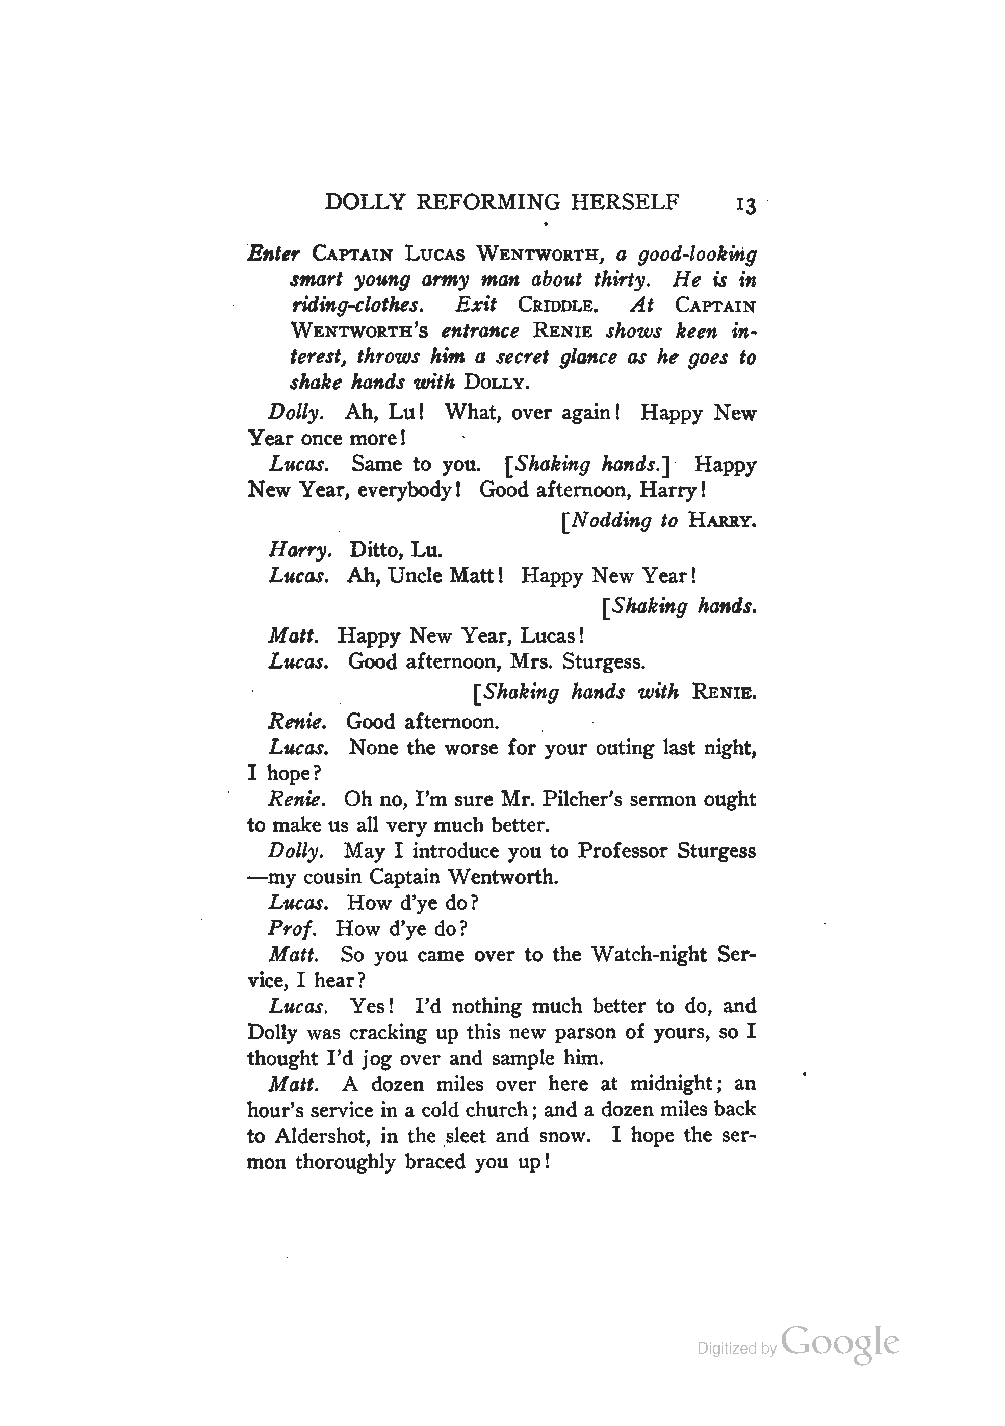 DOLLY REFORMING HERSELF 13
Enter CAPTAIN LUCAS WENTWORTH, a good-looking
smart young army man about thirty. He is in
riding-clothes. Exit CRIDDLE. At CAPTAIN
WENTWORTH'S entrance RENIE shows keen in-
terest, throws him a secret glance as he goes to
shake hands with DOLLY.
Dolly. Ah, Lu! What, over again! Happy New
Year once more!
Lucas. Same to you. [Shaking hands.] Happy
New Year, everybody! Good afternoon, Harry!
[Nodding to HARRY.
Harry. Ditto, Lu.
Lucas. Ah, Uncle Matt! Happy New Year!
[Shaking hands.
Matt. Happy New Year, Lucas!
Lucas. Good afternoon, Mrs. Sturgess.
[Shaking hands with RENIE.
Renie. Good afternoon.
Lucas. None the worse for your outing last night,
I hope?
Renie. Oh no, I'm sure Mr. Pilcher's sermon ought
to make us all very much better.
Dolly. May I introduce you to Professor Sturgess
—my cousin Captain Wentworth.
Lucas. How d'ye do?
Prof. How d'ye do?
Matt. So you came over to the Watch-night Ser-
vice, I hear?
Lucas. Yes! I'd nothing much better to do, and
Dolly was cracking up this new parson of yours, so I
thought I'd jog over and sample him.
Matt. A dozen miles over here at midnight; an
hour's service in a cold church; and a dozen miles back
to Aldershot, in the sleet and snow. I hope the ser-
mon thoroughly braced you up!
Digitized by Google